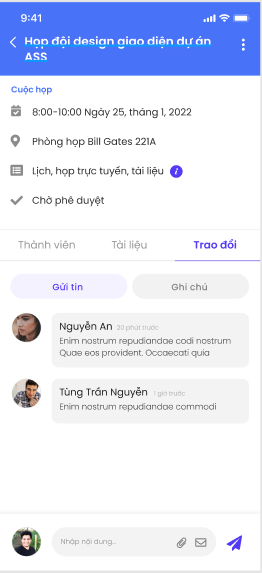 9:41
Họp đội design giao diện dự án
ASS
Cuộc họp
8:00-10:00 Ngày 25, tháng 1, 2022
Phòng họp Bill Gates 221A
Lịch, họp trực tuyến, tài liệu i
Chờ phê duyệt
Thành viên Tài liệu Trao đổi
Gửi tin Ghi chú
Nguyễn An 20 phút trước
Enim nostrum repudiandae codi nostrum
Quae eos provident. Occaecati quia
Tùng Trần Nguyễn 1 giờ trước
Enim nostrum repudiandae commodi
Nhập nội dung...